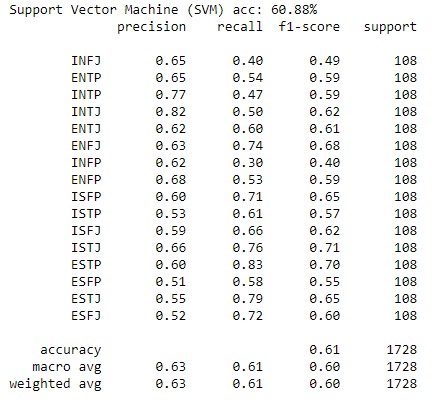 Support Vector Machine (SVM) acc: 60.88%
precision recall f1-score support
INFJ 0.65 0.40 0.49 108
ENTP 0.65 0.54 0.59 108
INTP 0.77 0.47 0.59 108
INTJ 0.82 0.50 0.62 108
ENTJ 0.62 0.60 0.61 108
ENFJ 0.63 0.74 0.68 108
INFP 0.62 0.30 0.40 108
ENFP 0.68 0.53 0.59 108
ISFP 0.60 0.71 0.65 108
ISTP 0.53 0.61 0.57 108
ISFJ 0.59 0.66 0.62 108
ISTJ 0.66 0.76 0.71 108
ESTP 0.60 0.83 0.70 108
ESFP 0.51 0.58 0.55 108
ESTJ 0.55 0.79 0.65 108
ESFJ 0.52 0.72 0.60 108
accuracy 0.61 1728
macro avg 0.63 0.61 0.60 1728
weighted avg 0.63 0.61 0.60 1728